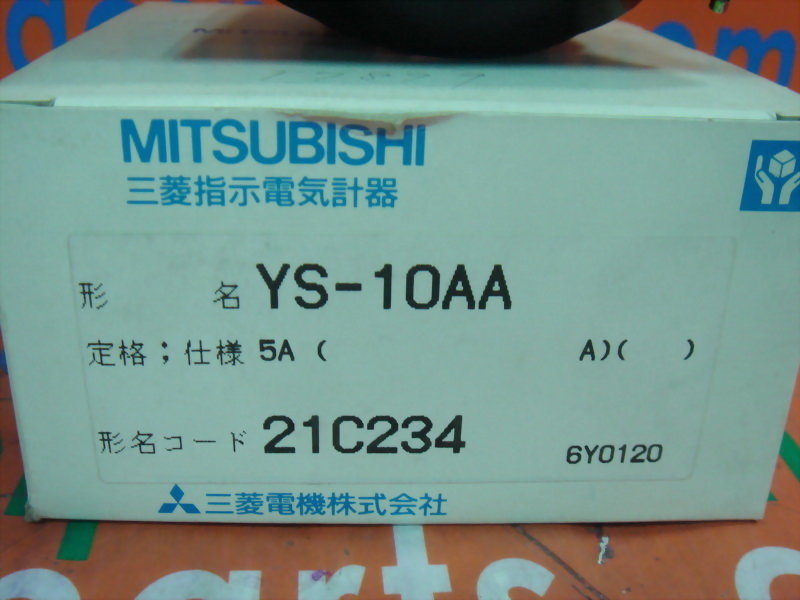 MITSUBISHI
三菱指示電気計器
形 名 YS-10AA
定格;仕様 5A ( A)( )
形名コード 21C234
6Y0120
三菱電機株式会社